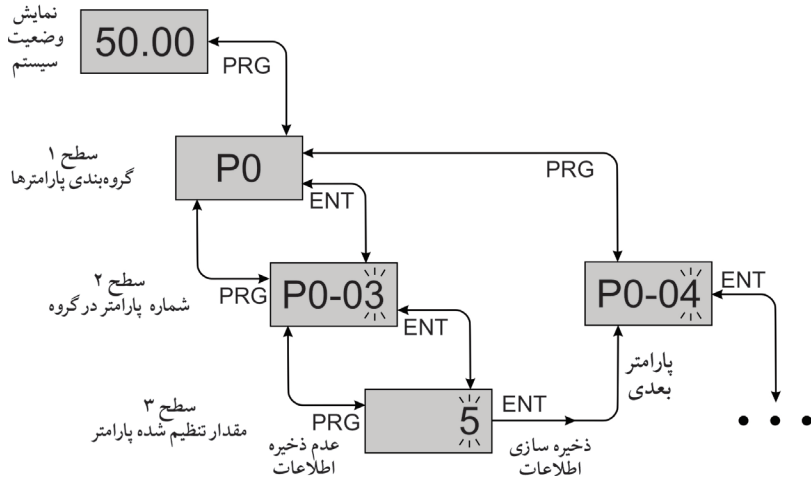 نمایش
وضعیت
سیستم
50.00
PRG
سطح ۱
گروه‌بندی پارامترها
P0
PRG
ENT
سطح ۲
شماره پارامتر در گروه
PRG
P0-03
ENT
P0-04
ENT
پارامتر
بعدی
سطح ۳
مقدار تنظیم شده پارامتر
PRG
5
ENT
عدم ذخیره
اطلاعات
ذخیره سازی
اطلاعات
• • •